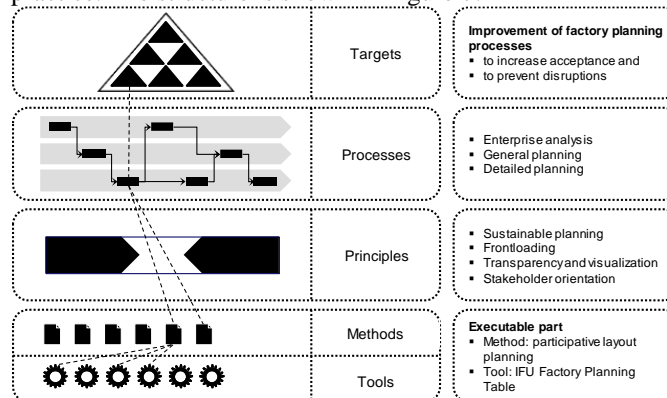 Targets
Improvement of factory planning
processes
▪ to increase acceptance and
▪ to prevent disruptions
Processes
▪ Enterprise analysis
▪ General planning
▪ Detailed planning
Principles
▪ Sustainable planning
▪ Frontloading
▪ Transparency and visualization
▪ Stakeholder orientation
Methods
Tools
Executable part
▪ Method: participative layout
planning
▪ Tool: IFU Factory Planning
Table